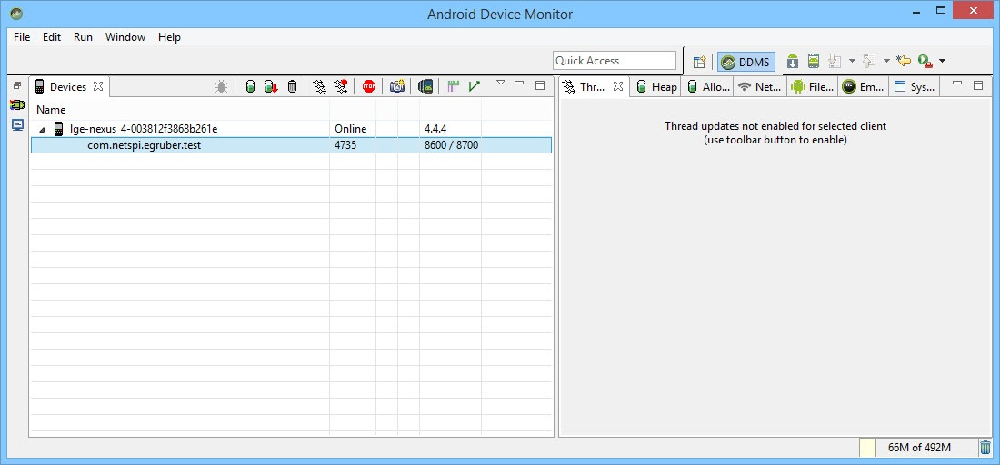 Android Device Monitor
File Edit Run Window Help
Quick Access
DDMS
Devices
STOP
Thr...
Heap
Allo...
Net...
File...
Em...
Sys...
Name
lge-nexus_4-003812f3868b261e Online 4.4.4
com.netspi.egruber.test 4735 8600 / 8700
Thread updates not enabled for selected client
(use toolbar button to enable)
66M of 492M